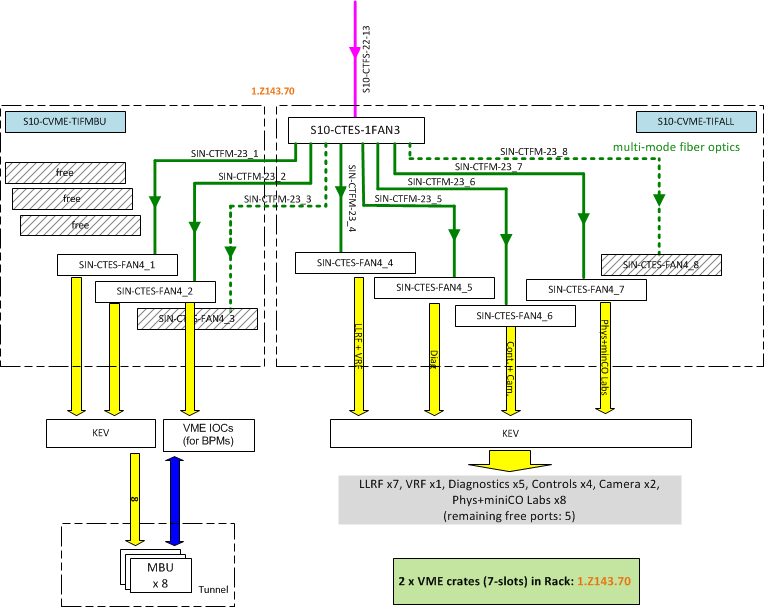 S10-CTFS-22-13
1.Z143.70
S10-CVME-TIFMBU
S10-CTES-1FAN3
S10-CVME-TIFALL
multi-mode fiber optics
SIN-CTFM-23_1
SIN-CTFM-23_2
SIN-CTFM-23_3
SIN-CTFM-23_4
SIN-CTFM-23_5
SIN-CTFM-23_6
SIN-CTFM-23_7
SIN-CTFM-23_8
free
free
free
SIN-CTES-FAN4_1
SIN-CTES-FAN4_2
SIN-CTES-FAN4_3
SIN-CTES-FAN4_4
SIN-CTES-FAN4_5
SIN-CTES-FAN4_6
SIN-CTES-FAN4_7
SIN-CTES-FAN4_8
LLRF + VRF
Diag
Cont. + Cam.
Phys+minCO Labs
KEV
VME IOCs
(for BPMs)
KEV
8
LLRF x7, VRF x1, Diagnostics x5, Controls x4, Camera x2,
Phys+miniCO Labs x8
(remaining free ports: 5)
MBU
x 8
Tunnel
2 x VME crates (7-slots) in Rack: 1.Z143.70